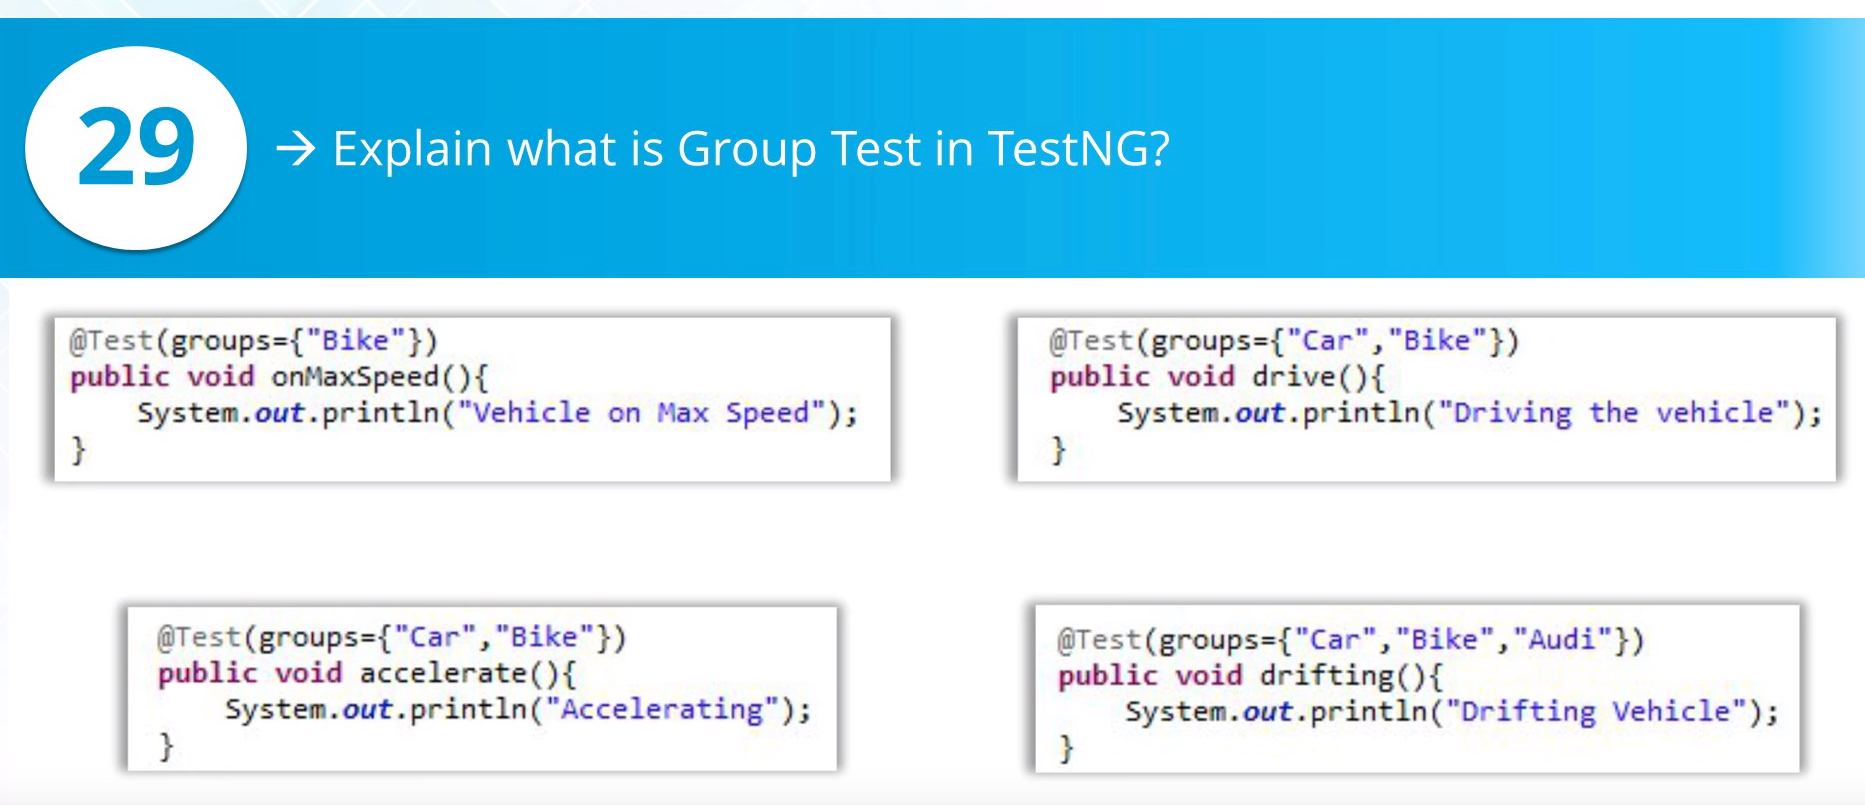 29
→ Explain what is Group Test in TestNG?
@Test(groups={"Bike"})
public void onMaxSpeed(){
System.out.println("Vehicle on Max Speed");
}
@Test(groups={"Car","Bike"})
public void drive(){
System.out.println("Driving the vehicle");
}
@Test(groups={"Car","Bike"})
public void accelerate(){
System.out.println("Accelerating");
}
@Test(groups={"Car","Bike","Audi"})
public void drifting(){
System.out.println("Drifting Vehicle");
}